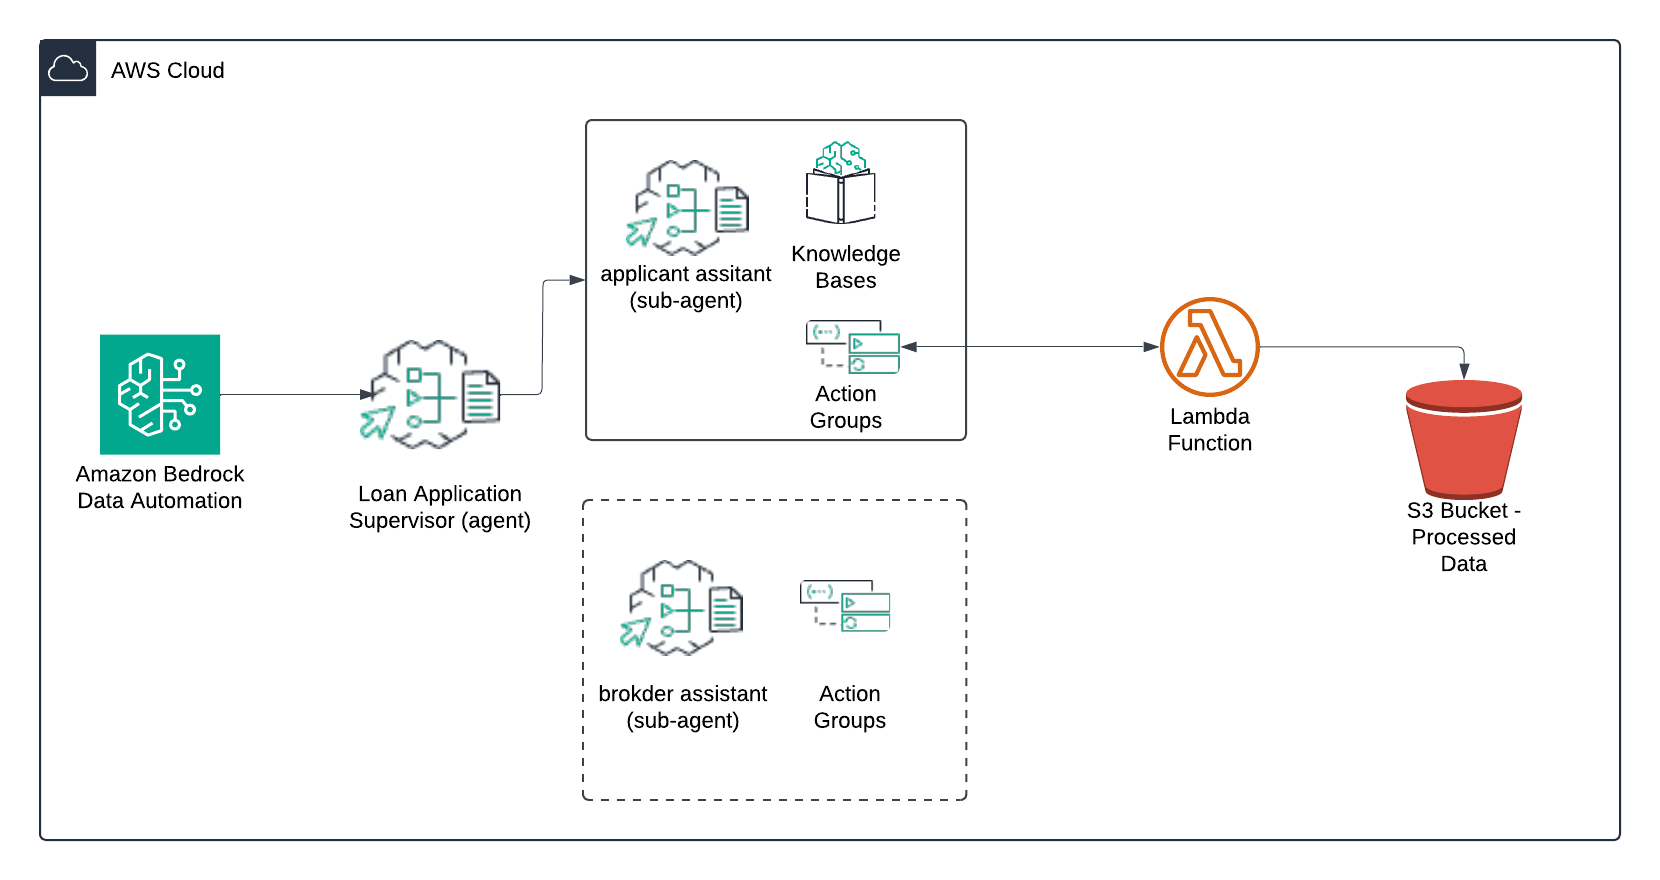 AWS Cloud
applicant assitant
(sub-agent)
Knowledge
Bases
Action
Groups
Amazon Bedrock
Data Automation
Loan Application
Supervisor (agent)
Lambda
Function
S3 Bucket -
Processed
Data
brokder assistant
(sub-agent)
Action
Groups